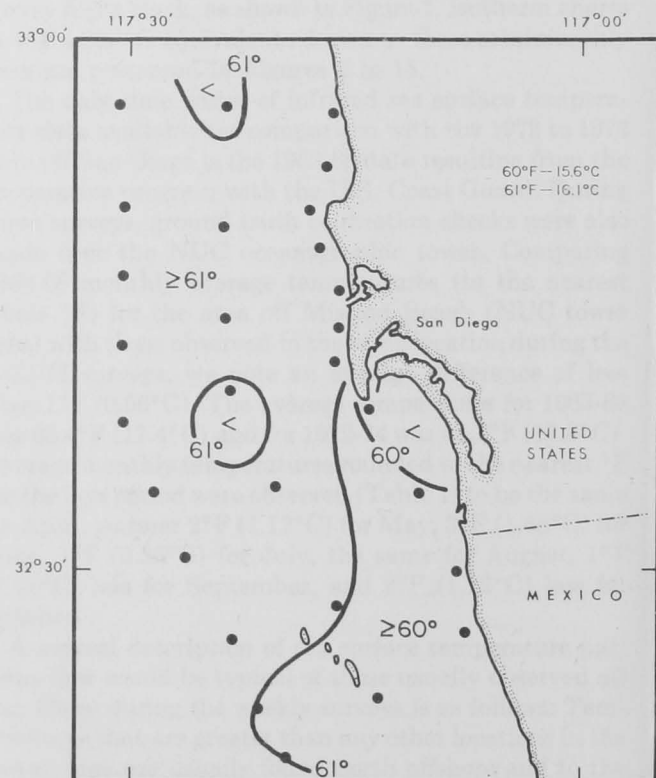 117°30' 117°00'
33°00'
61°
<
60°F – 15.6°C
61°F – 16.1°C
≥61°
San Diego
<
61°
<
60°
UNITED
STATES
32°30'
MEXICO
≥60°
61°